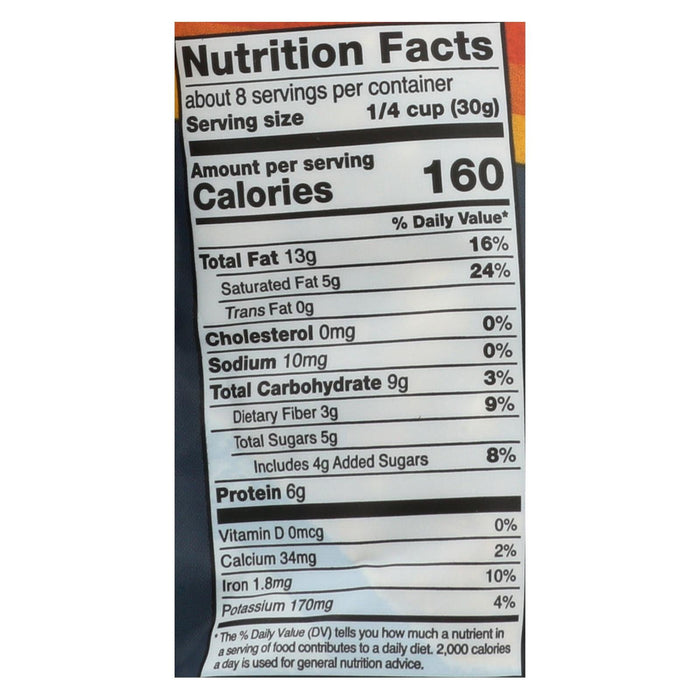 Nutrition Facts
about 8 servings per container
Serving size 1/4 cup (30g)
Amount per serving
Calories 160
% Daily Value*
Total Fat 13g 16%
Saturated Fat 5g 24%
Trans Fat 0g
Cholesterol 0mg 0%
Sodium 10mg 0%
Total Carbohydrate 9g 3%
Dietary Fiber 3g 9%
Total Sugars 5g
Includes 4g Added Sugars 8%
Protein 6g
Vitamin D 0mcg 0%
Calcium 34mg 2%
Iron 1.8mg 10%
Potassium 170mg 4%
*The % Daily Value (DV) tells you how much a nutrient in
a serving of food contributes to a daily diet. 2,000 calories
a day is used for general nutrition advice.